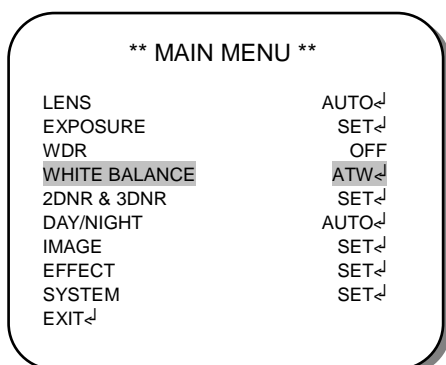 ** MAIN MENU **
LENS AUTO↲
EXPOSURE SET↲
WDR OFF
WHITE BALANCE ATW↲
2DNR & 3DNR SET↲
DAY/NIGHT AUTO↲
IMAGE SET↲
EFFECT SET↲
SYSTEM SET↲
EXIT↲